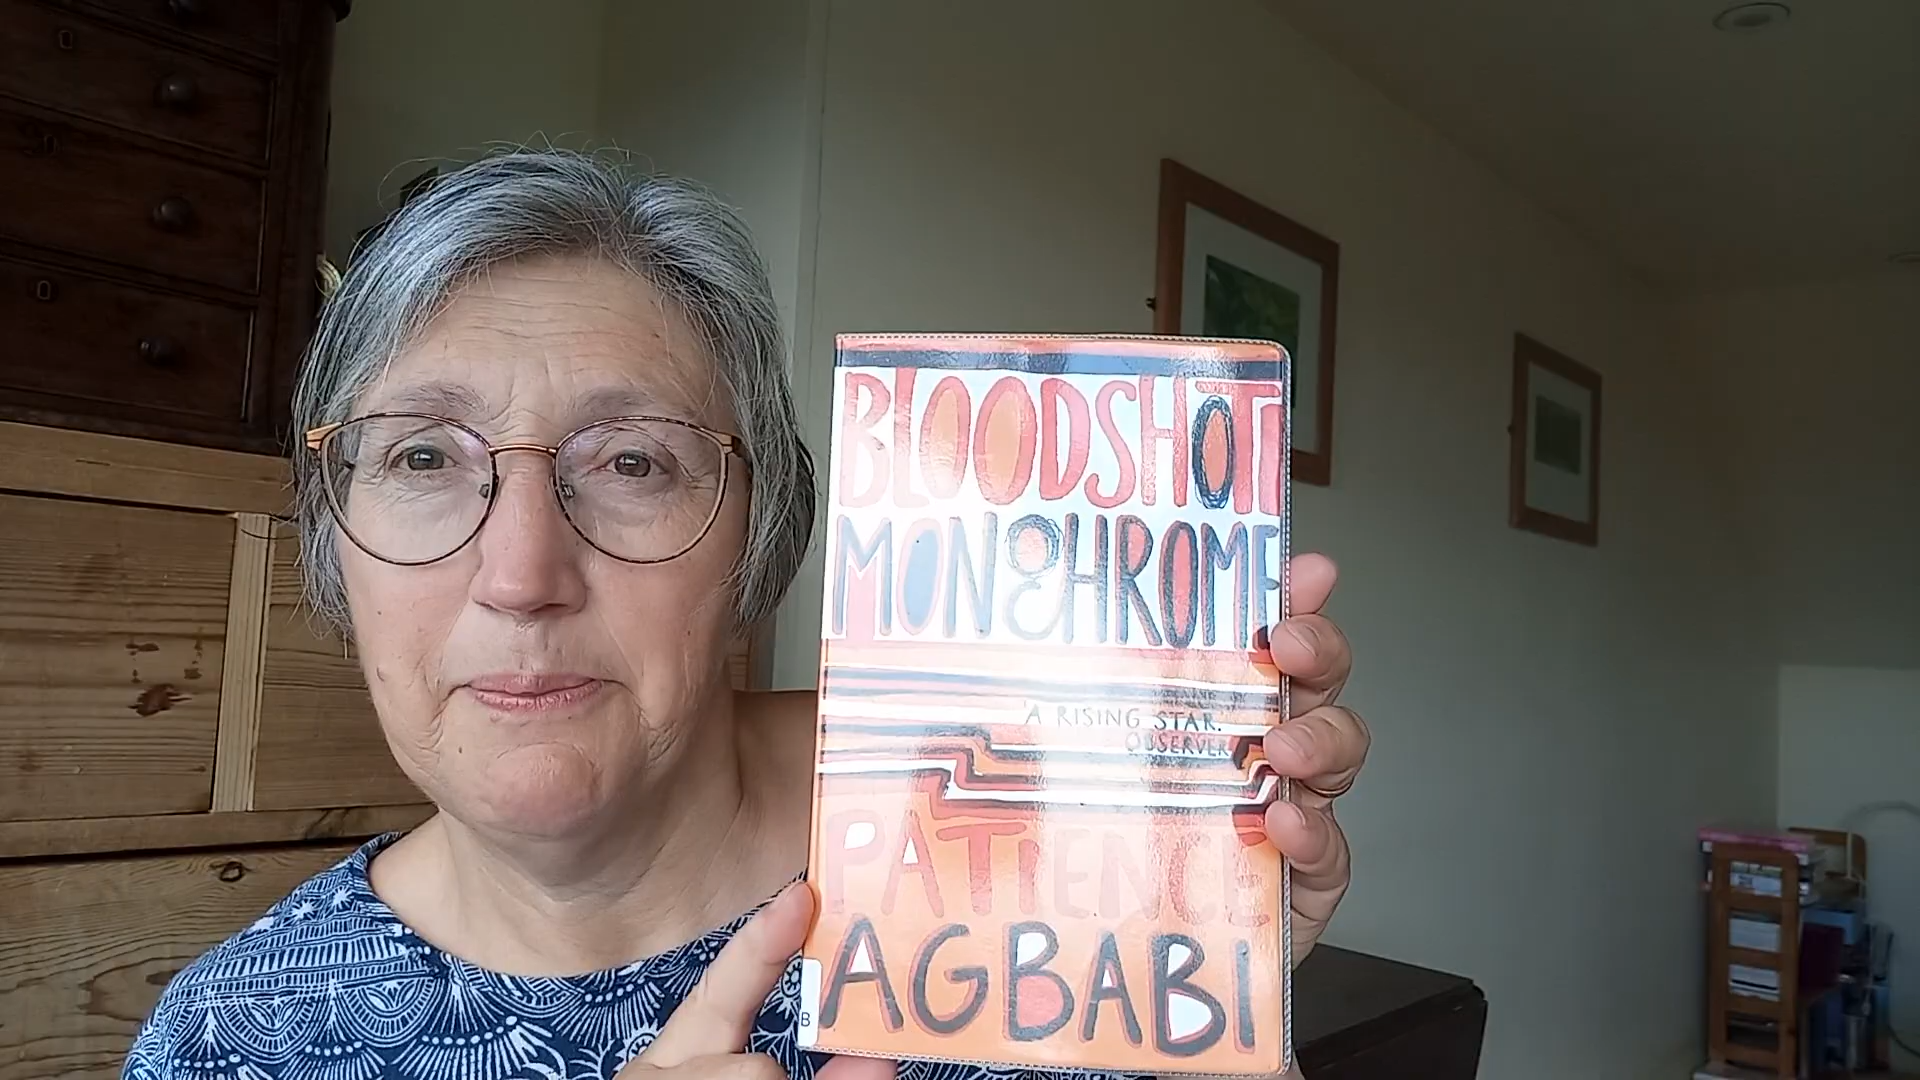 BLOODSHOT
MONOCHROME
'A RISING STAR.'
OBSERVER
PATIENCE
AGBABI
B